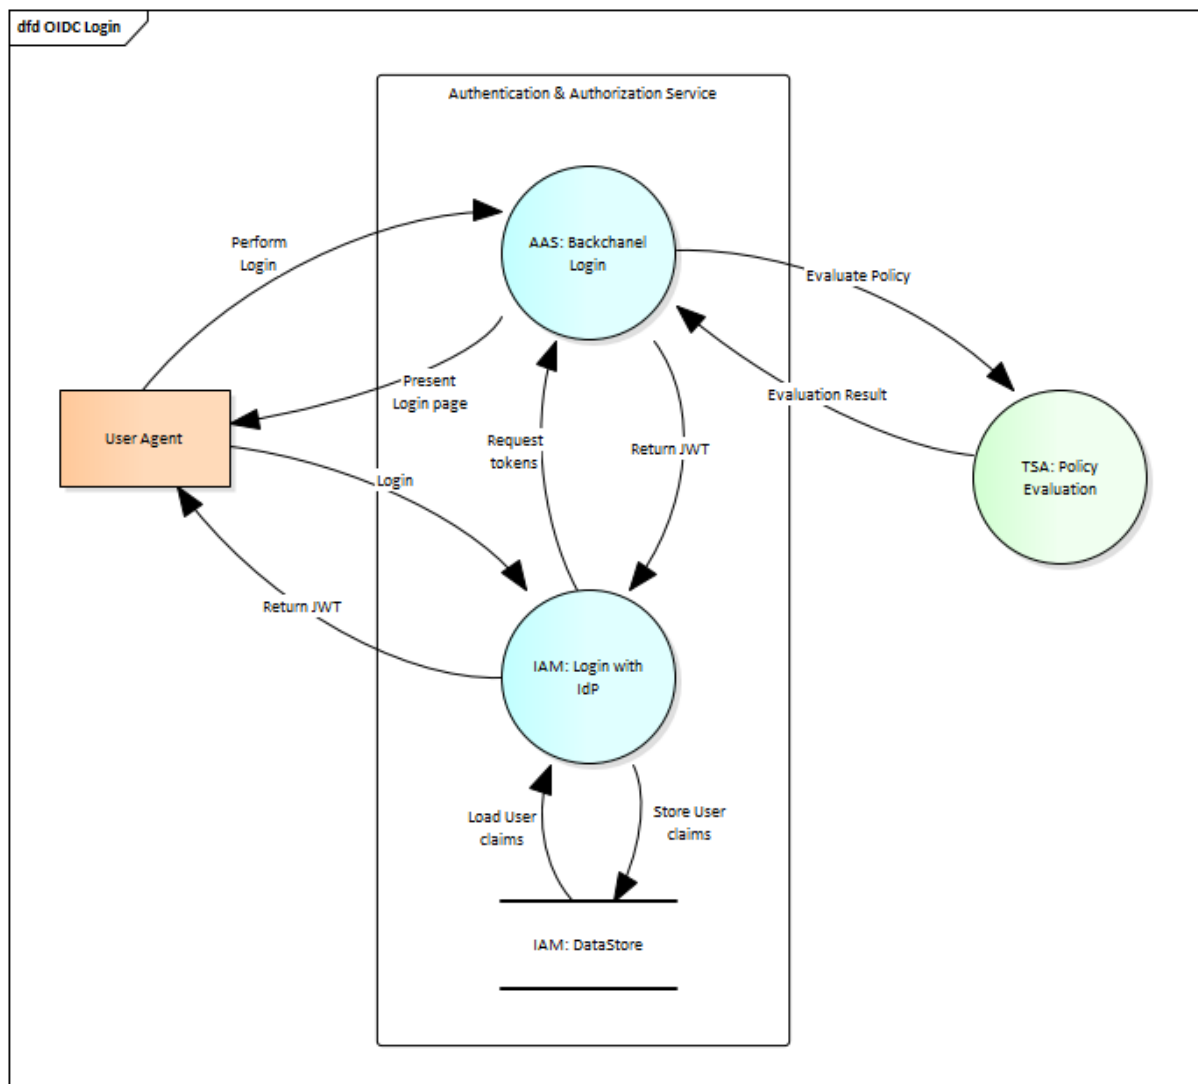 dfd OIDC Login
Authentication & Authorization Service
AAS: Backchanel
Login
Perform
Login
Evaluate Policy
Present
Login page
Evaluation Result
User Agent
Request
tokens
Return JWT
TSA: Policy
Evaluation
Login
Return JWT
IAM: Login with
IdP
Load User
claims
Store User
claims
IAM: DataStore